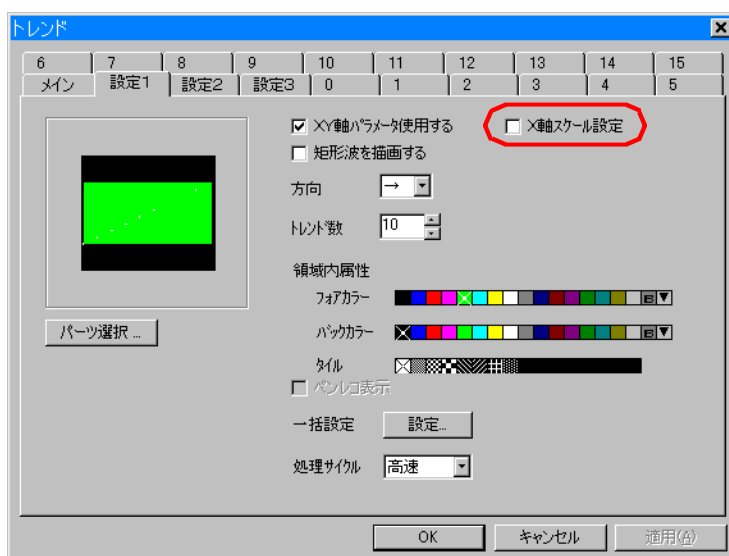 トレンド
6 7 8 9 10 11 12 13 14 15
メイン 設定1 設定2 設定3 0 1 2 3 4 5
☑ XY軸パラメータ使用する □ X軸スケール設定
□ 矩形波を描画する
方向 →
トレンド数 10
領域内属性
フォアカラー B
バックカラー B
タイル
□ ペンレコ表示
パーツ選択 ...
一括設定 設定...
処理サイクル 高速
OK キャンセル 適用(A)